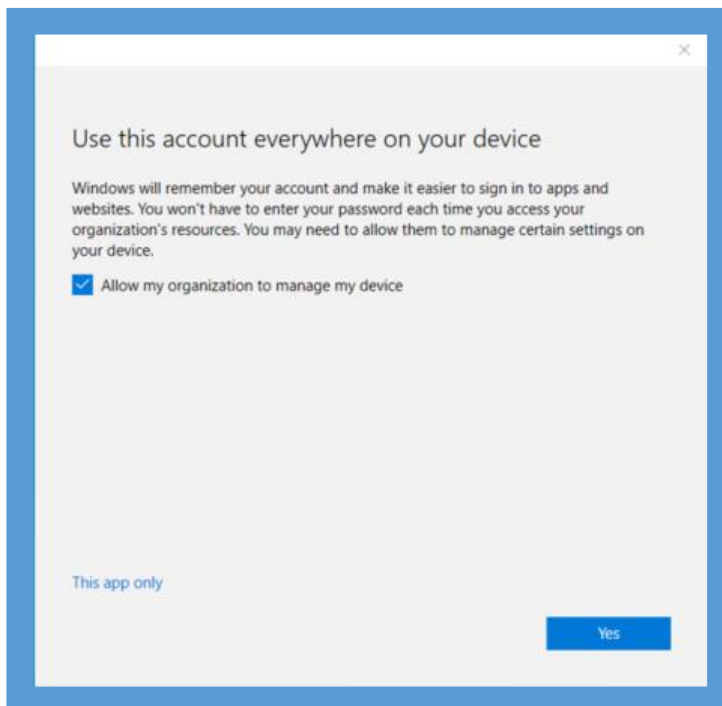 Use this account everywhere on your device
Windows will remember your account and make it easier to sign in to apps and
websites. You won't have to enter your password each time you access your
organization's resources. You may need to allow them to manage certain settings on
your device.
Allow my organization to manage my device
This app only
Yes